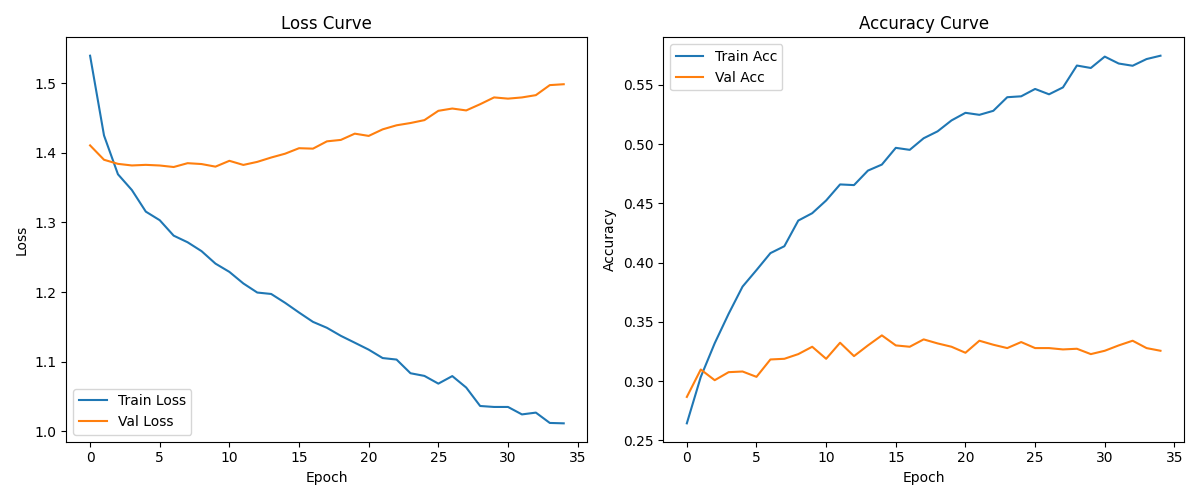 Loss Curve
1.5
1.4
1.3
1.2
1.1
1.0
Loss
Train Loss
Val Loss
0 5 10 15 20 25 30 35
Epoch
Accuracy Curve
Train Acc
Val Acc
0.55
0.50
0.45
0.40
0.35
0.30
0.25
Accuracy
0 5 10 15 20 25 30 35
Epoch